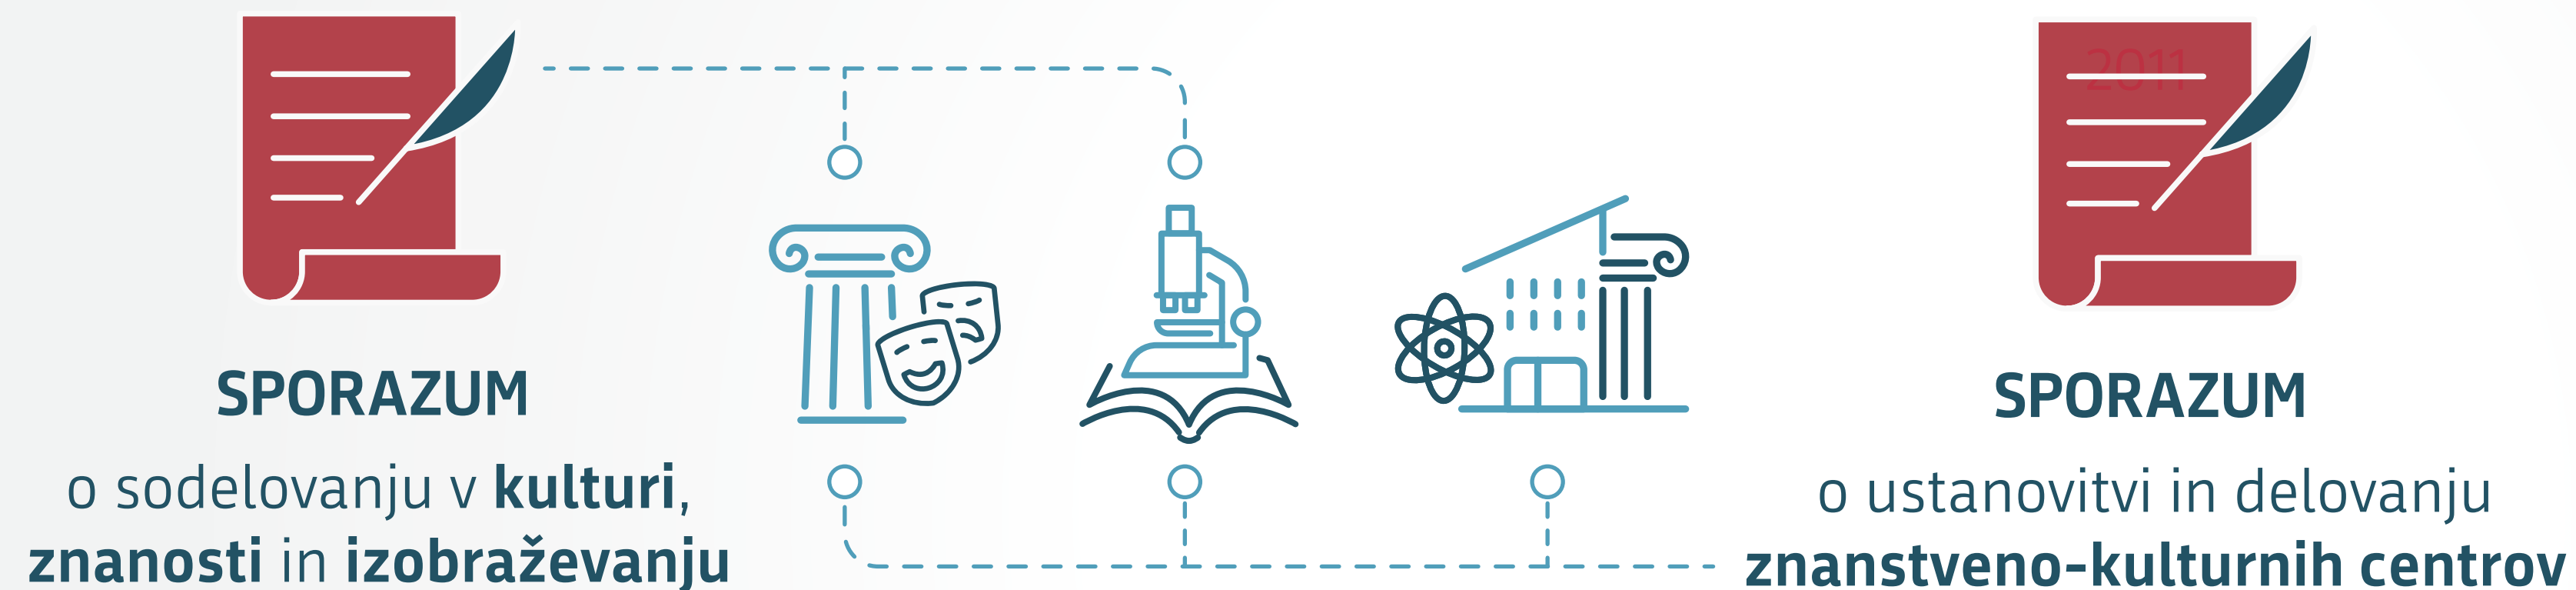 2011
SPORAZUM
o sodelovanju v kulturi,
znanosti in izobraževanju
SPORAZUM
o ustanovitvi in delovanju
znanstveno-kulturnih centrov